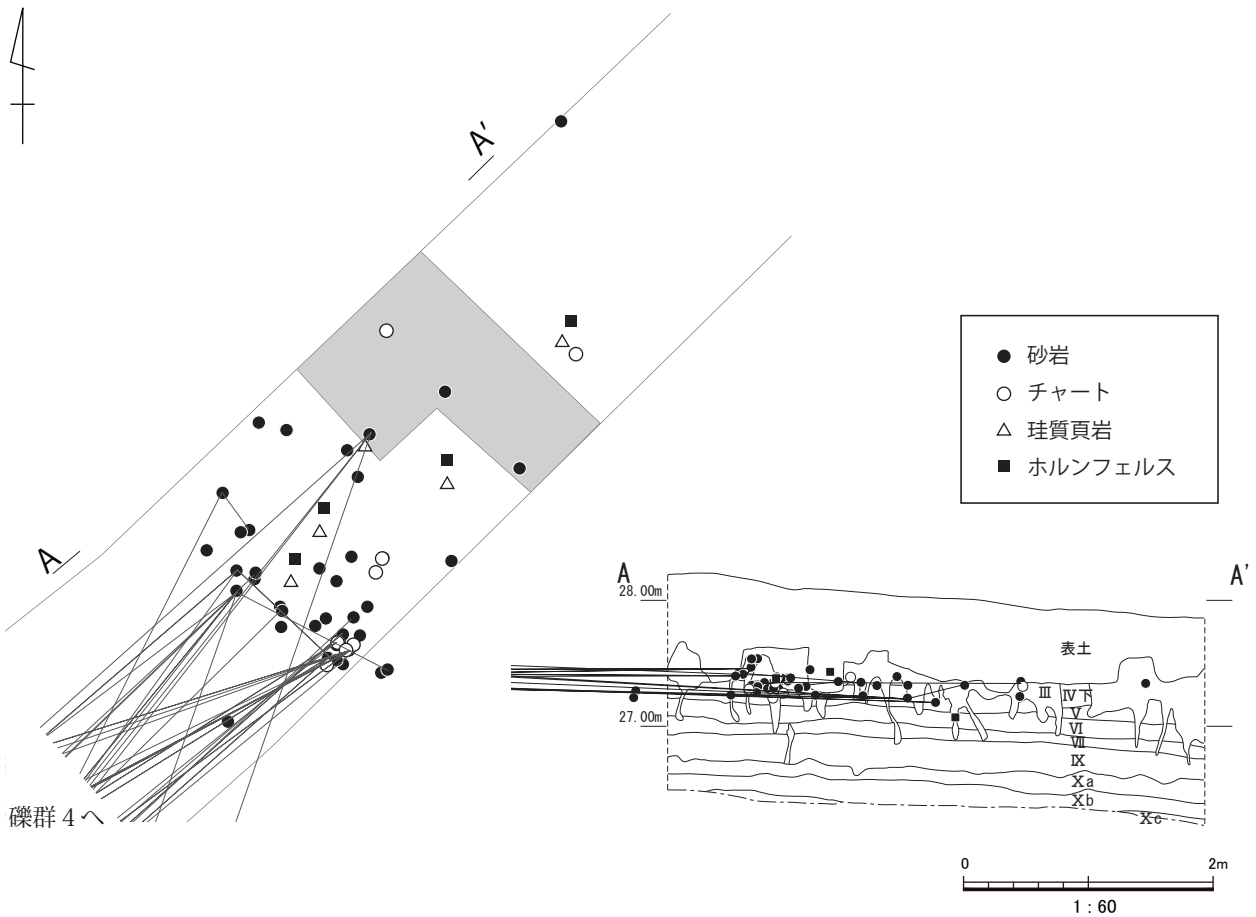 A'
A
礫群 4 へ
砂岩
チャート
珪質頁岩
ホルンフェルス
A
A'
28.00m
27.00m
表土
Ⅲ
Ⅳ下
Ⅴ
Ⅵ
Ⅶ
Ⅸ
Ⅹa
Ⅹb
Ⅹc
0
2m
1：60